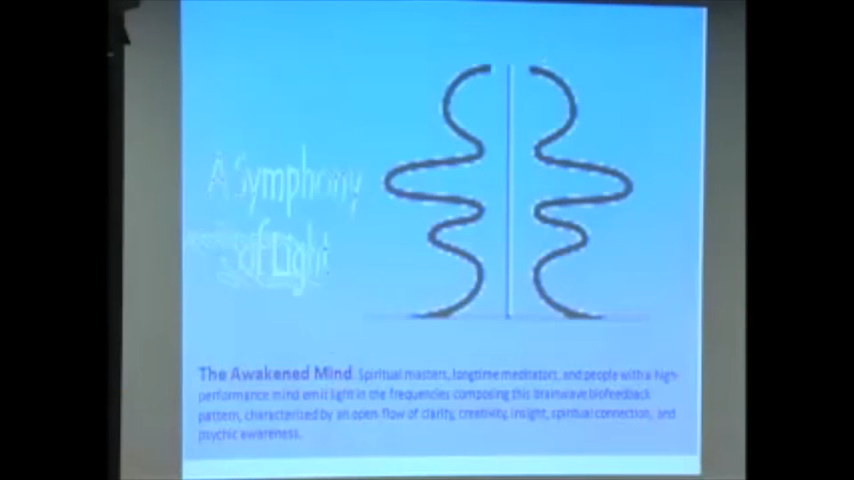 A Symphony
of Light
The Awakened Mind. Spiritual masters, longtime meditators, and people with a high-
performance mind emit light in the frequencies composing this brainwave biofeedback
pattern, characterized by an open flow of clarity, creativity, insight, spiritual connection, and
psychic awareness.